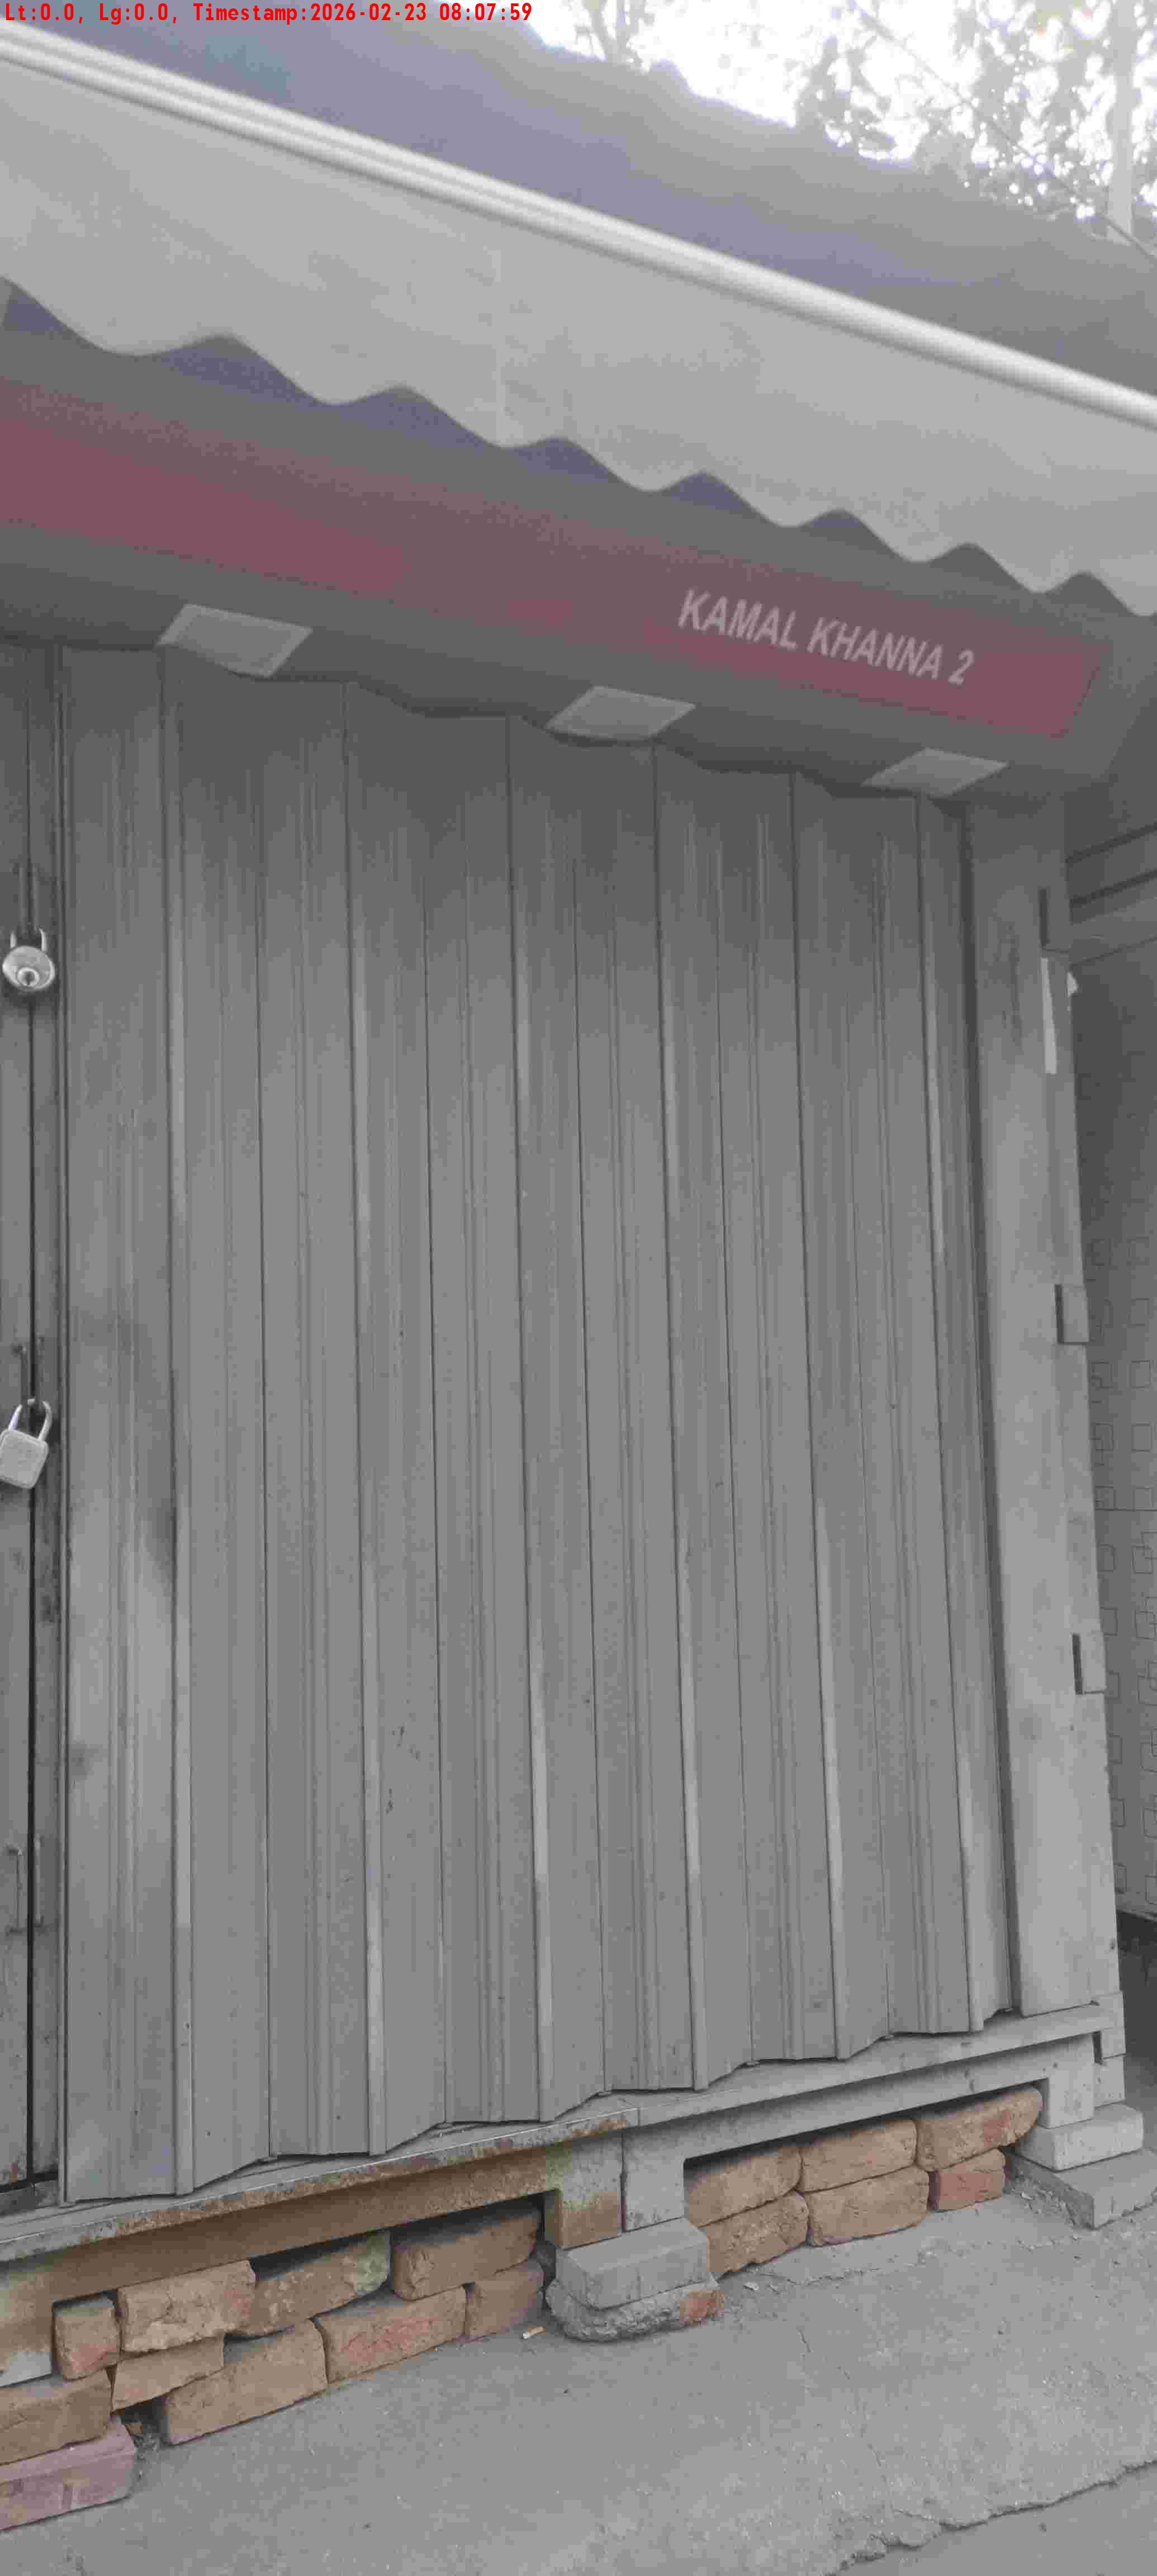 Lt:0.0, Lg:0.0, Timestamp:2026-02-23 08:07:59
KAMAL KHANNA 2